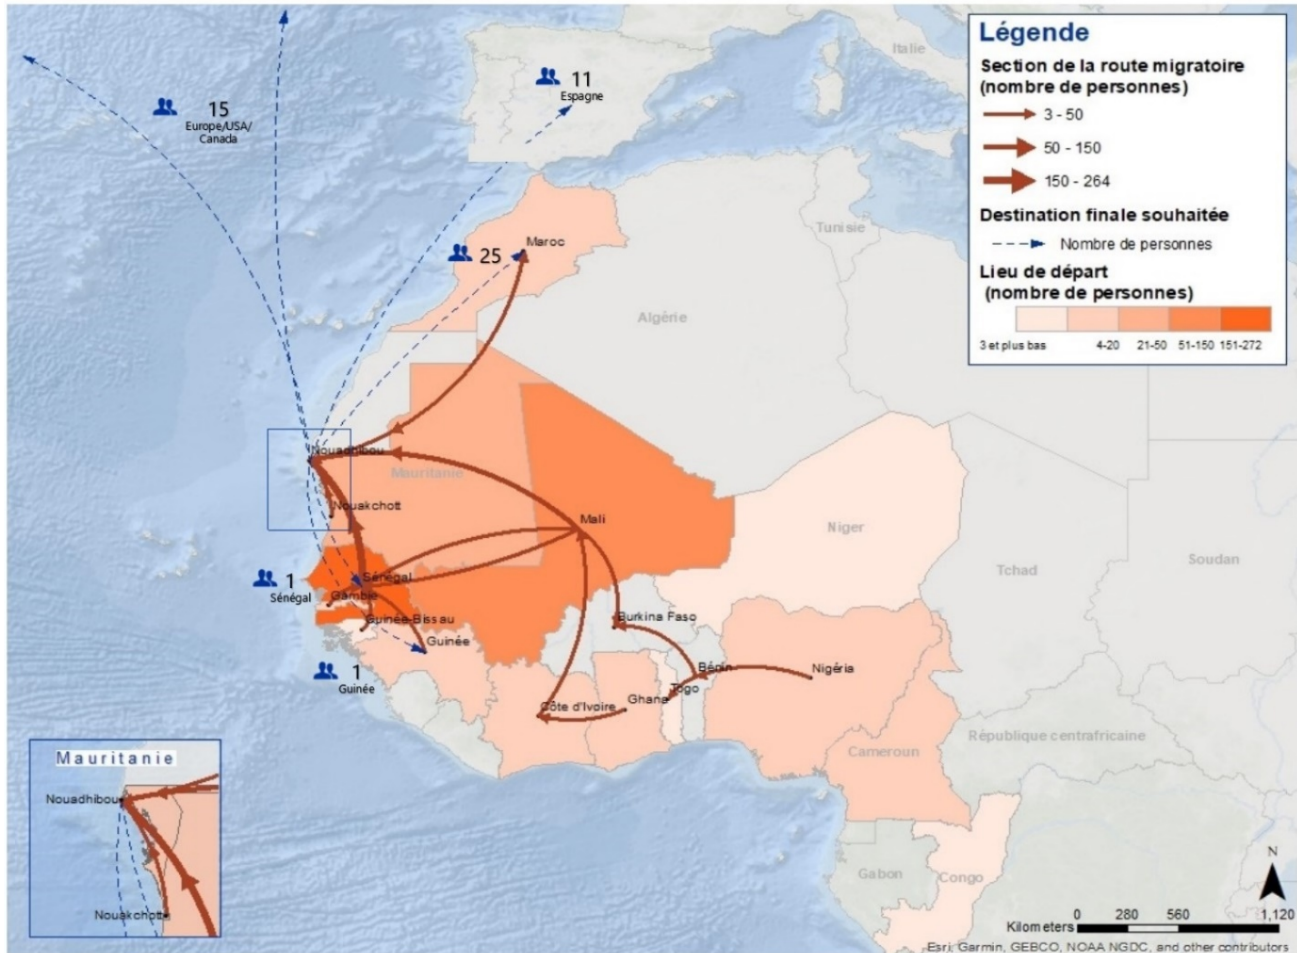 Légende
Section de la route migratoire
(nombre de personnes)
3 - 50
50 - 150
150 - 264
Destination finale souhaitée
Nombre de personnes
Lieu de départ
(nombre de personnes)
3 et plus bas
4-20
21-50
51-150
151-272
15
Europe/USA/
Canada
11
Espagne
Italie
25
Maroc
Tunisie
Algérie
Nouadhibou
Mauritanie
Nouakchott
Mali
Niger
Tchad
Soudan
1
Sénégal
Sénégal
Gambie
Guinée-Bissau
Guinée
1
Guinée
Burkina Faso
Bénin
Nigéria
Togo
Ghana
Côte d'Ivoire
Cameroun
République centrafricaine
Gabon
Congo
Mauritanie
Nouadhibou
Nouakchott
N
Kilometers
0 280 560 1,120
Esri, Garmin, GEBCO, NOAA NGDC, and other contributors